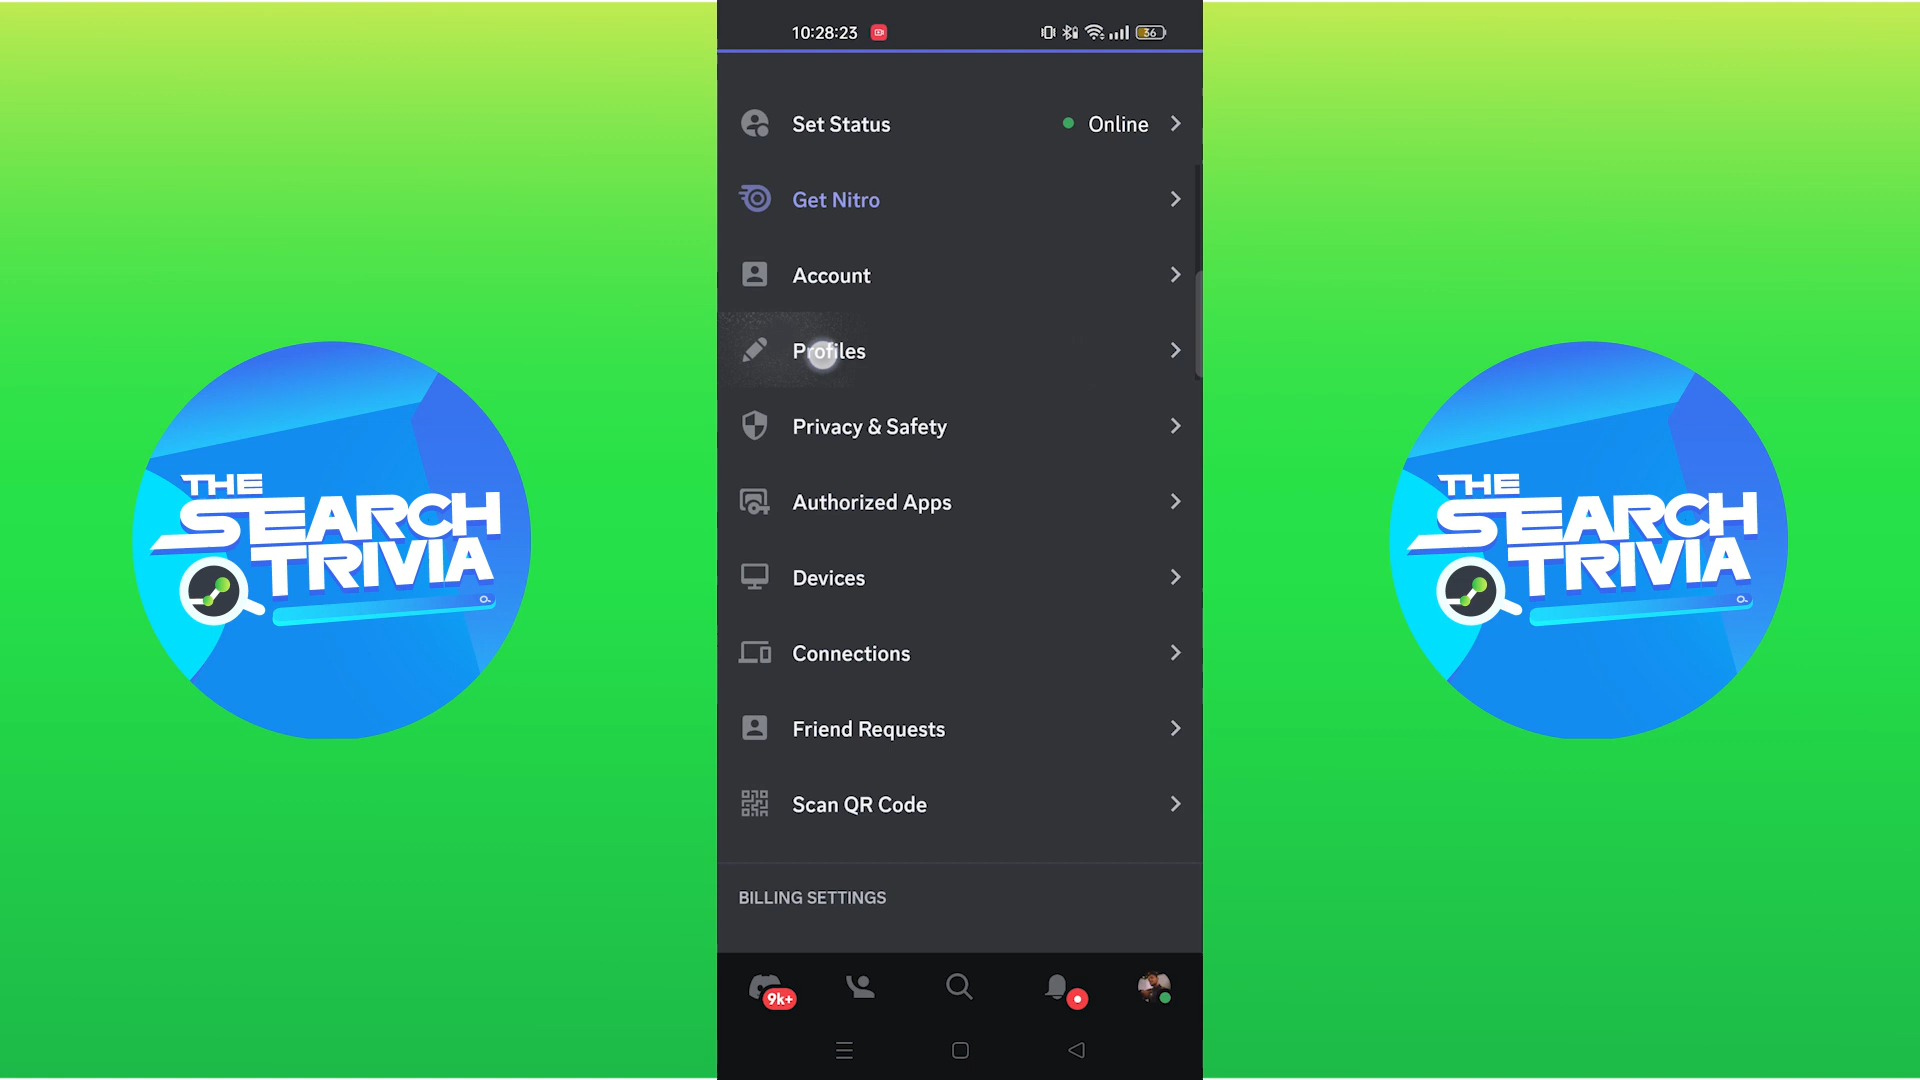 10:28:23
36
Set Status
Online
Get Nitro
Account
Profiles
Privacy & Safety
Authorized Apps
Devices
Connections
Friend Requests
Scan QR Code
BILLING SETTINGS
9k+
THE
SEARCH
TRIVIA
THE
SEARCH
TRIVIA